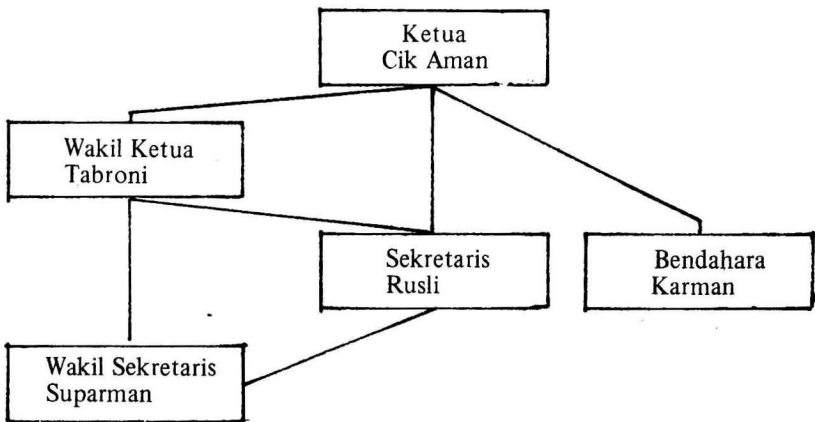 Ketua
Cik Aman
Wakil Ketua
Tabroni
Sekretaris
Rusli
Bendahara
Karman
Wakil Sekretaris
Suparman